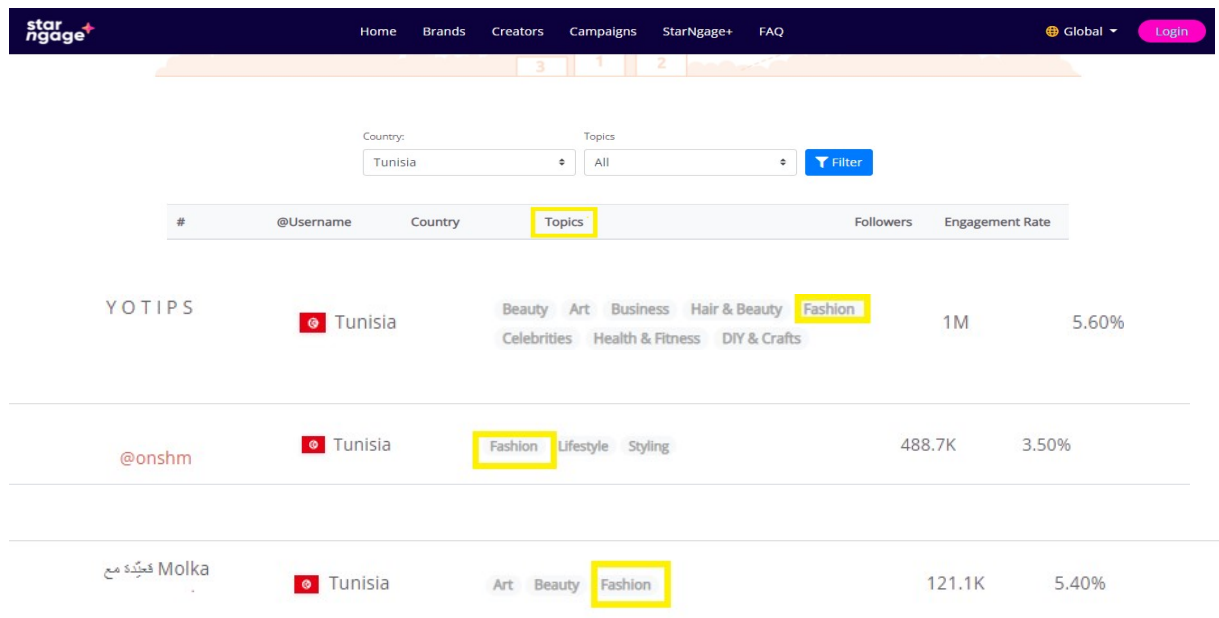 star
ngage
Home Brands Creators Campaigns StarNgage+ FAQ Global Login
3 1 2
Country: Topics
Tunisia All Filter
# @Username Country Topics Followers Engagement Rate
YOTIPS Tunisia Beauty Art Business Hair & Beauty Fashion 1M 5.60%
Celebrities Health & Fitness DIY & Crafts
@onshm Tunisia Fashion Lifestyle Styling 488.7K 3.50%
Molka مع Tunisia Art Beauty Fashion 121.1K 5.40%